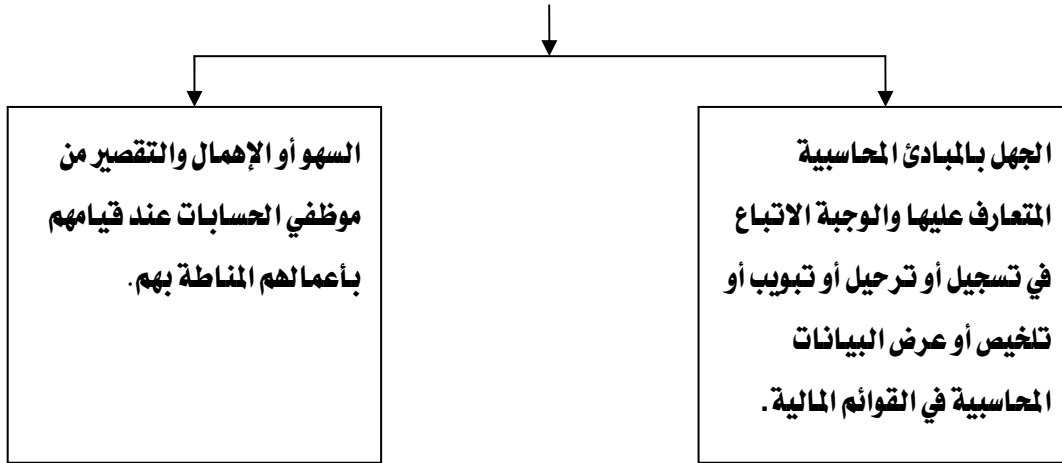 الجهل بالمبادئ المحاسبية
المتعارف عليها والوجبة الاتباع
في تسجيل أو ترحيل أو تبويب أو
تلخيص أو عرض البيانات
المحاسبية في القوائم المالية.
السهو أو الإهمال والتقصير من
موظفي الحسابات عند قيامهم
بأعمالهم المناطة بهم.